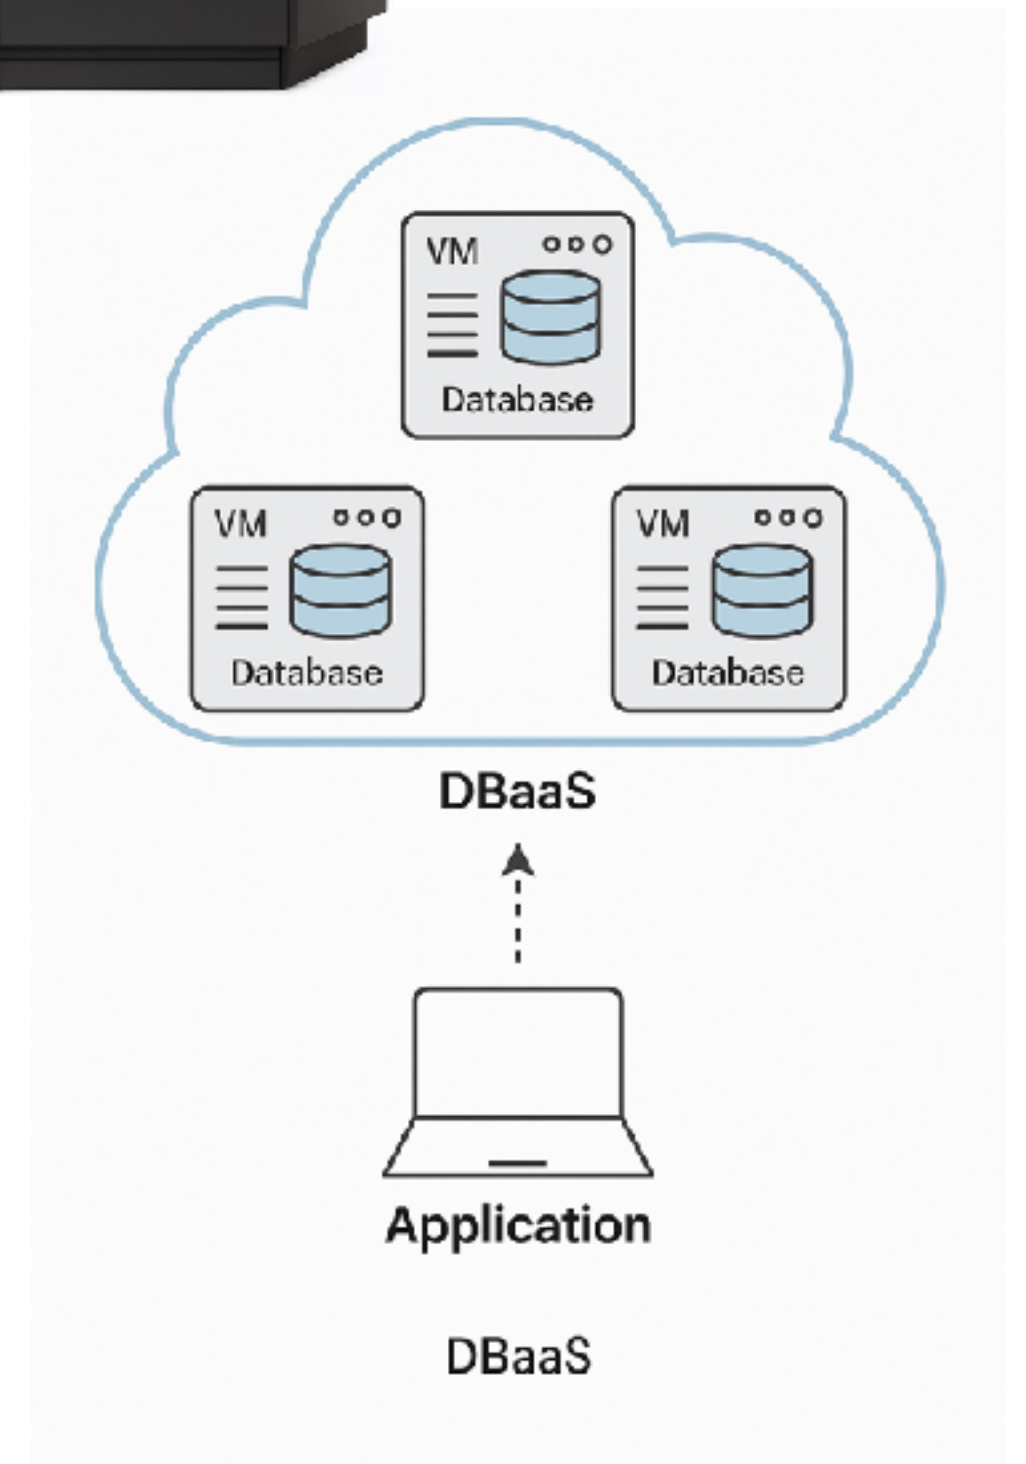 VM
Database
VM
Database
VM
Database
DBaaS
Application
DBaaS